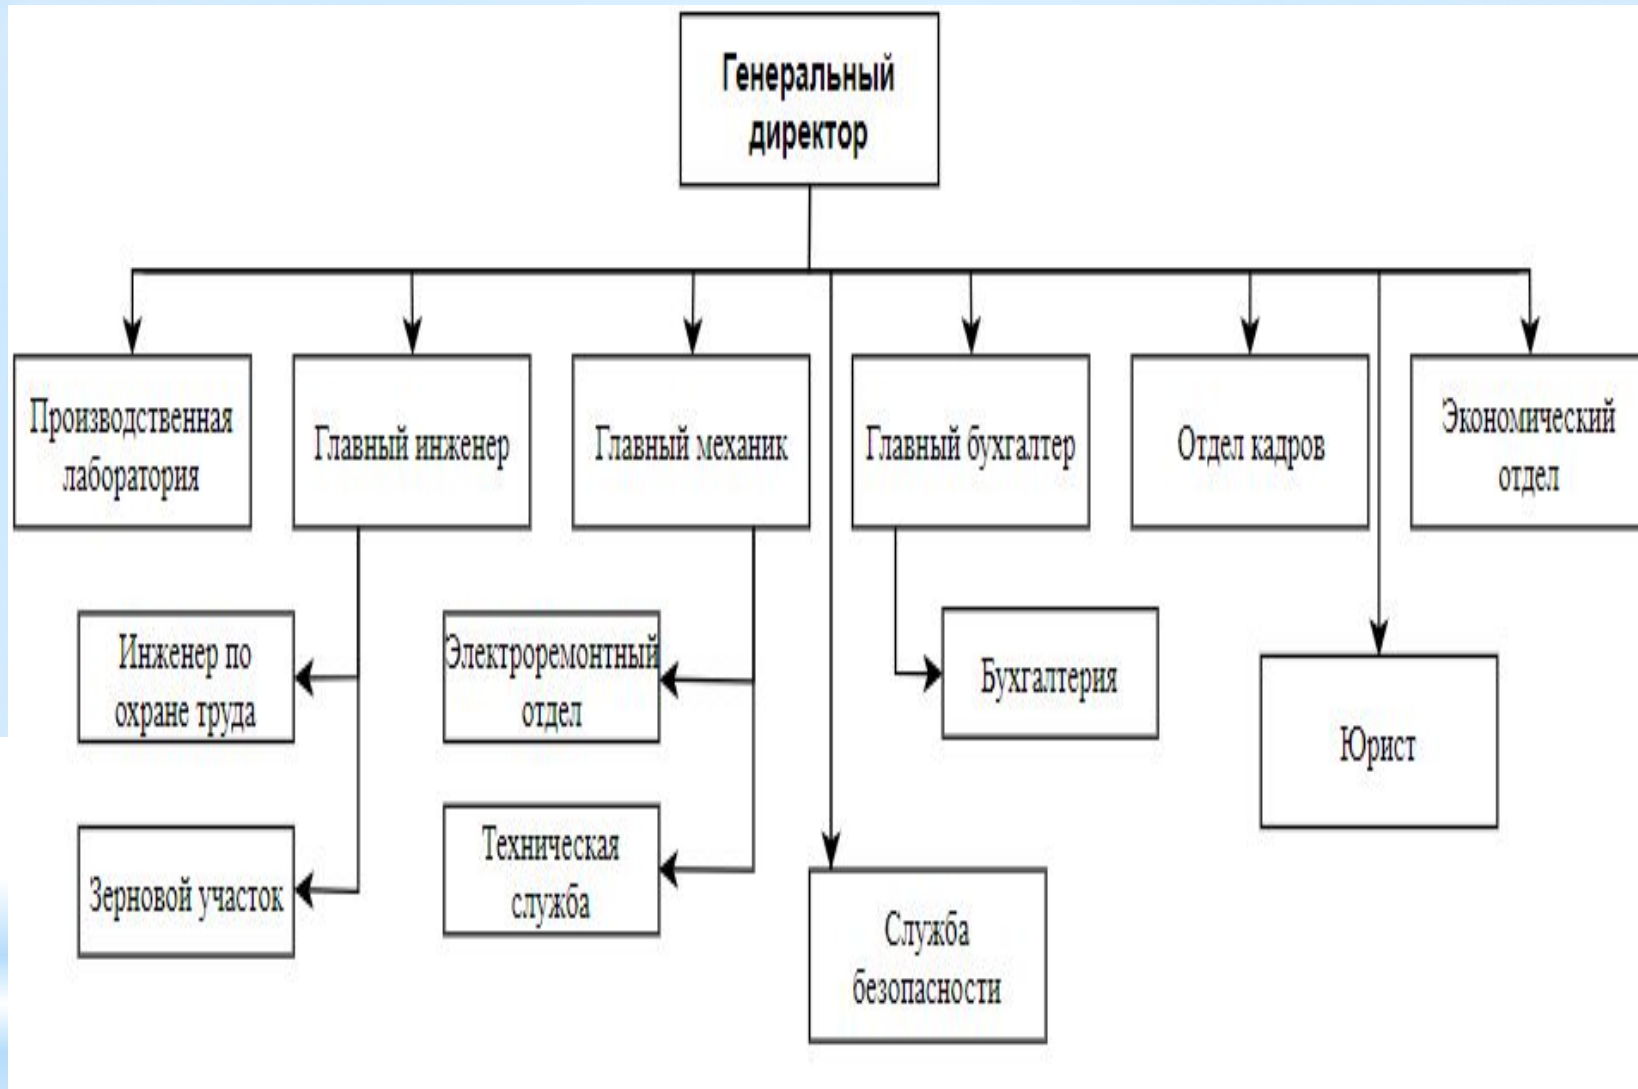 Генеральный
директор
Производственная
лаборатория
Главный инженер
Главный механик
Главный бухгалтер
Отдел кадров
Экономический
отдел
Инженер по
охране труда
Электроремонтный
отдел
Бухгалтерия
Юрист
Зерновой участок
Техническая
служба
Служба
безопасности